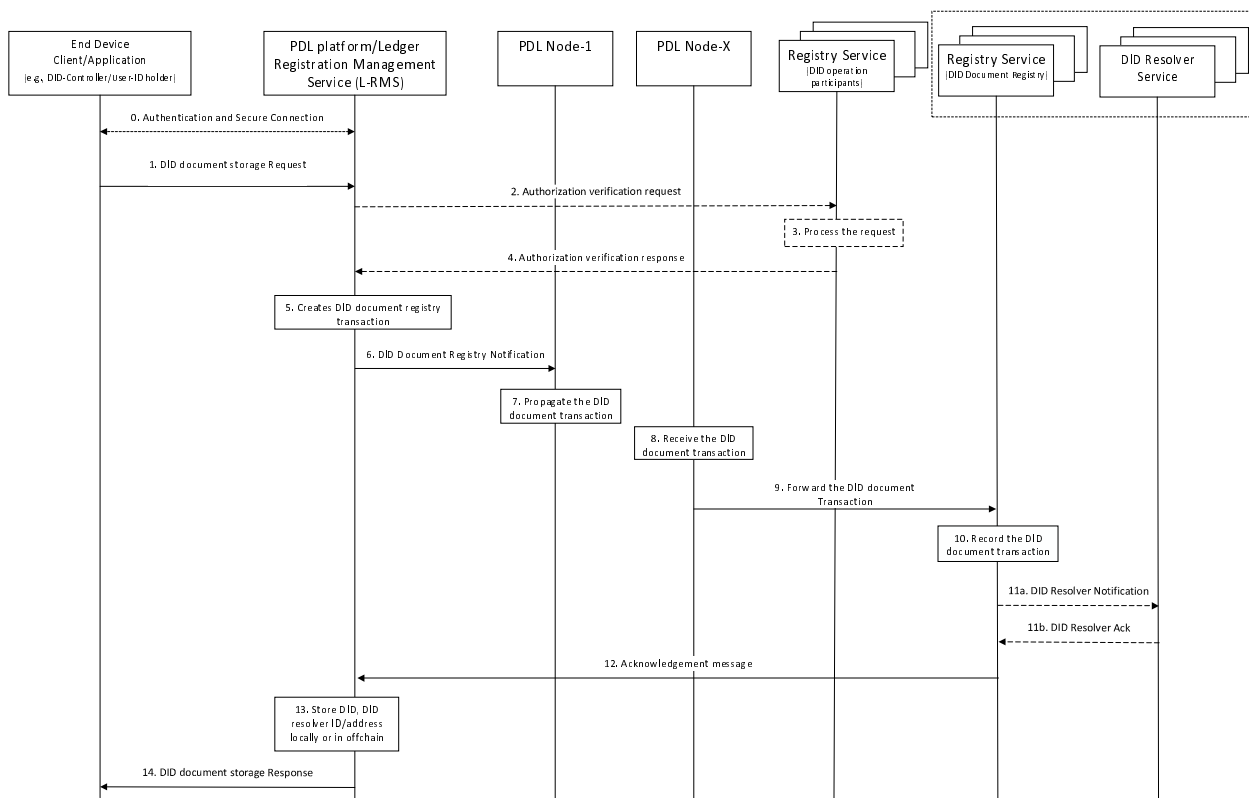 End Device
Client/Application
[e.g., DID-Controller/User-ID holder]
PDL platform/Ledger
Registration Management
Service (L-RMS)
PDL Node-1
PDL Node-X
Registry Service
[DID operation
participants]
Registry Service
[DID Document Registry]
DID Resolver
Service
0. Authentication and Secure Connection
1. DID document storage Request
2. Authorization verification request
3. Process the request
4. Authorization verification response
5. Creates DID document registry
transaction
6. DID Document Registry Notification
7. Propagate the DID
document transaction
8. Receive the DID
document transaction
9. Forward the DID document
Transaction
10. Record the DID
document transaction
11a. DID Resolver Notification
11b. DID Resolver Ack
12. Acknowledgement message
13. Store DID, DID
resolver ID/address
locally or in offchain
14. DID document storage Response